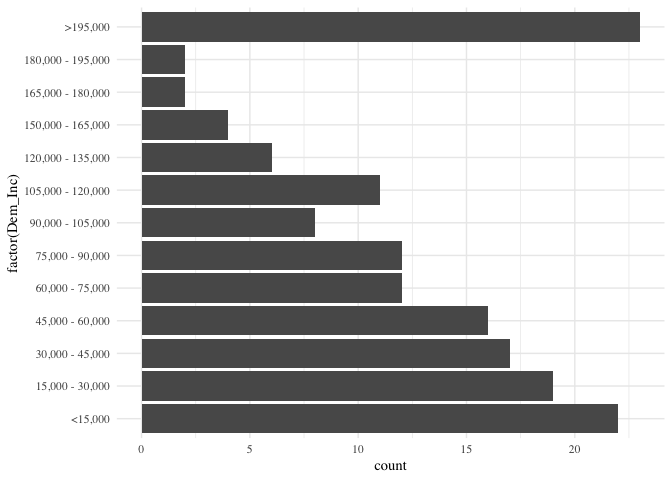 >195,000
180,000 - 195,000
165,000 - 180,000
150,000 - 165,000
120,000 - 135,000
105,000 - 120,000
90,000 - 105,000
75,000 - 90,000
60,000 - 75,000
45,000 - 60,000
30,000 - 45,000
15,000 - 30,000
<15,000
factor(Dem_Inc)
0 5 10 15 20
count